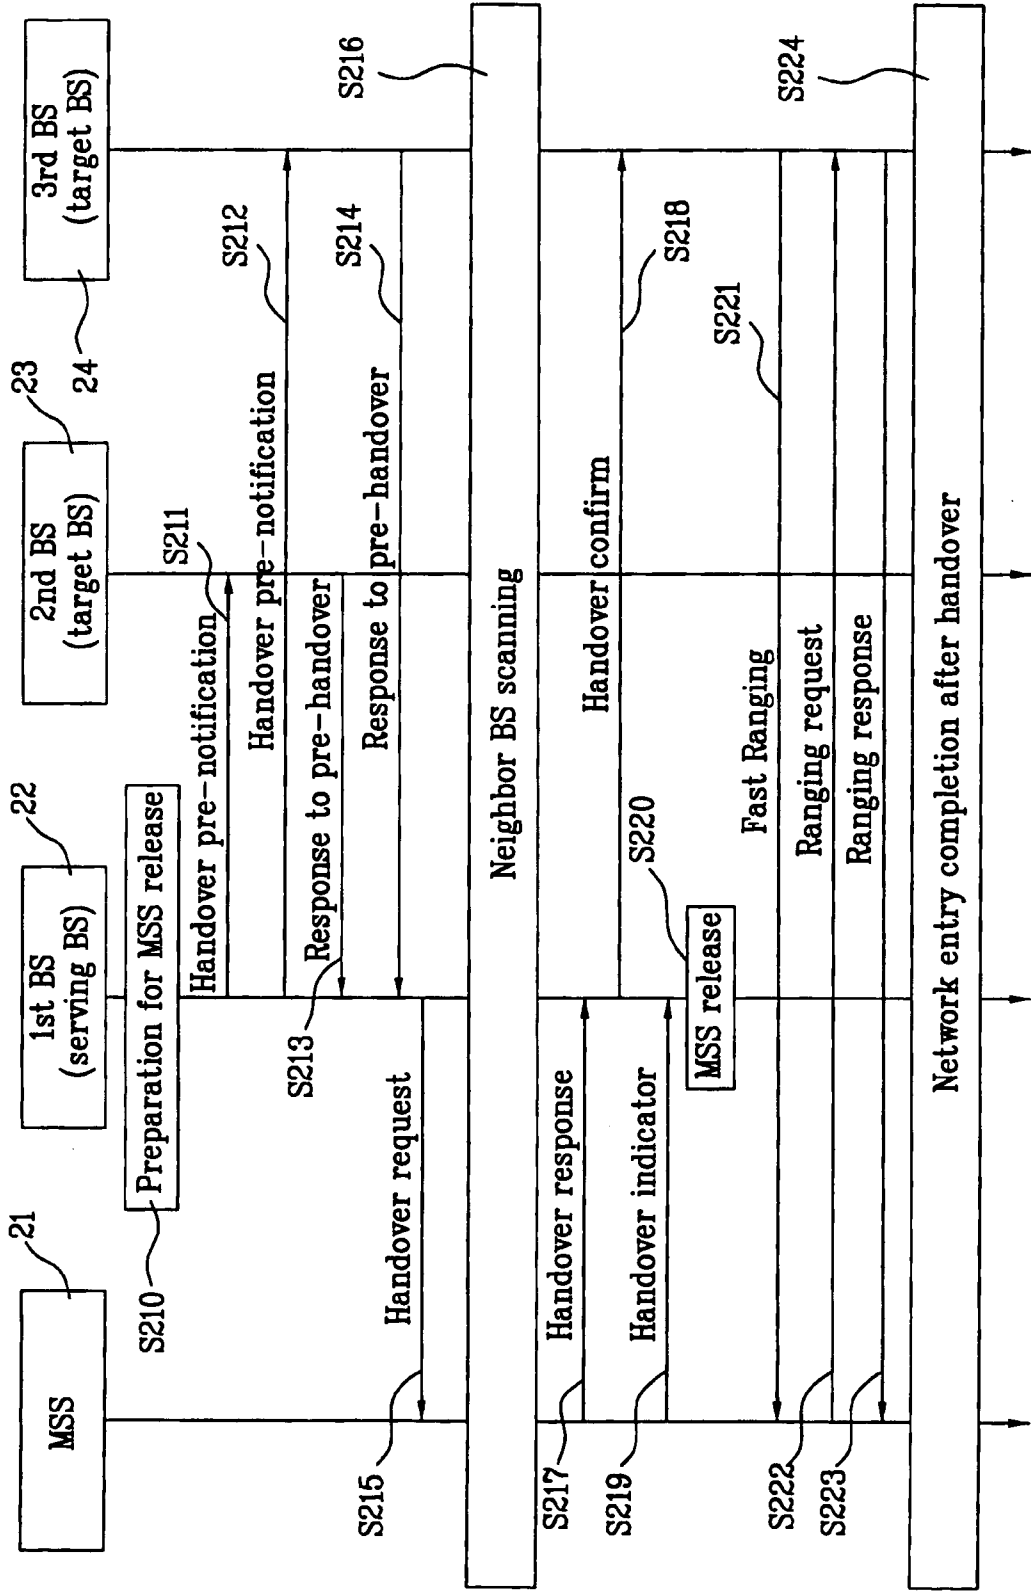 MSS
21
1st BS
(serving BS)
22
2nd BS
(target BS)
23
3rd BS
(target BS)
24
S210
Preparation for MSS release
Handover pre-notification
S211
Handover pre-notification
S212
Response to pre-handover
S213
Response to pre-handover
S214
Handover request
S215
Neighbor BS scanning
S216
Handover response
S217
Handover confirm
S218
Handover indicator
S219
MSS release
S220
Fast Ranging
S221
Ranging request
S222
Ranging response
S223
Network entry completion after handover
S224